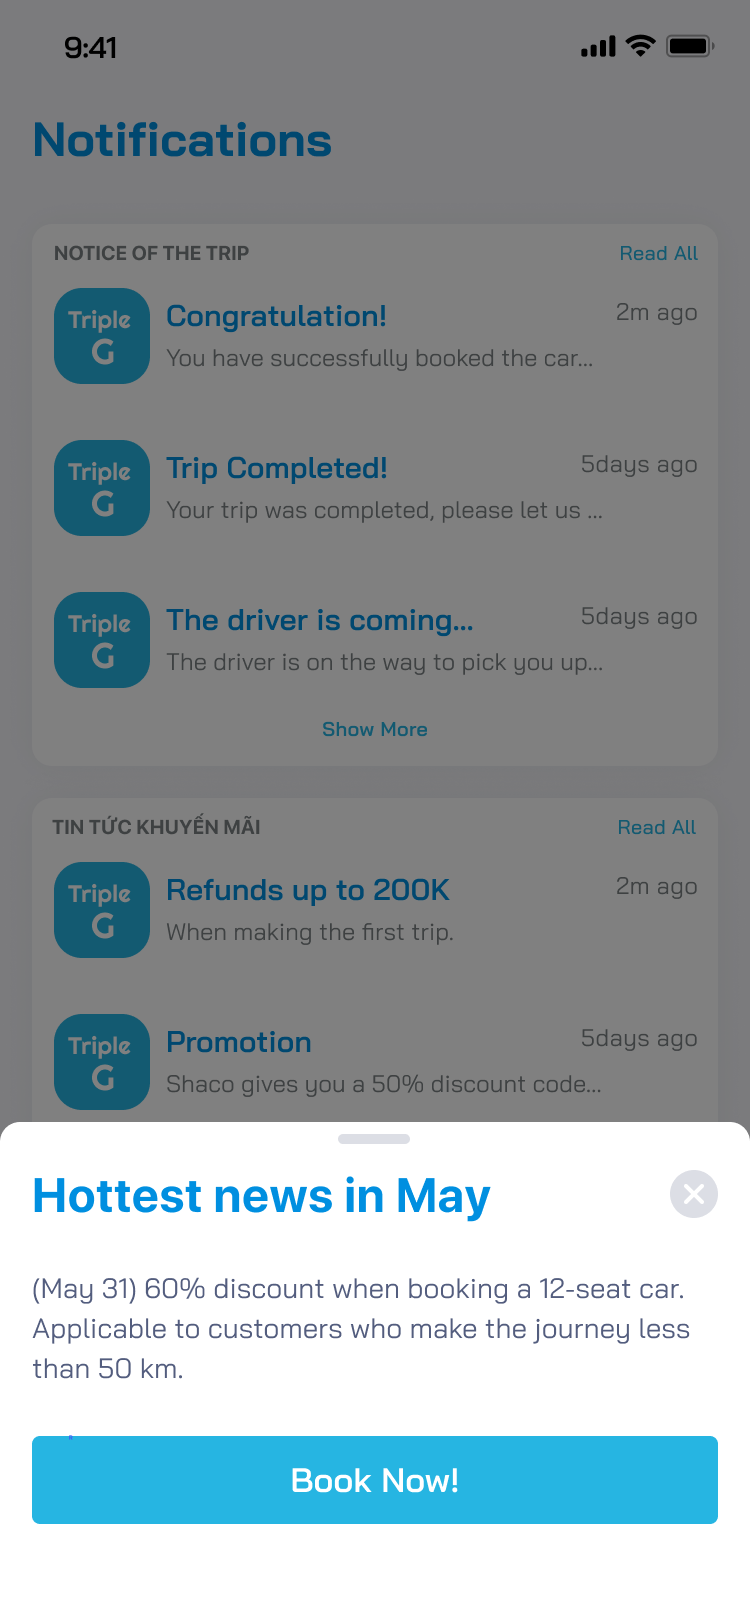 9:41
Notifications
NOTICE OF THE TRIP Read All
Triple
G
Congratulation! 2m ago
You have successfully booked the car...
Triple
G
Trip Completed! 5days ago
Your trip was completed, please let us ...
Triple
G
The driver is coming... 5days ago
The driver is on the way to pick you up...
Show More
TIN TỨC KHUYẾN MÃI Read All
Triple
G
Refunds up to 200K 2m ago
When making the first trip.
Triple
G
Promotion 5days ago
Shaco gives you a 50% discount code...
Hottest news in May
(May 31) 60% discount when booking a 12-seat car.
Applicable to customers who make the journey less
than 50 km.
Book Now!